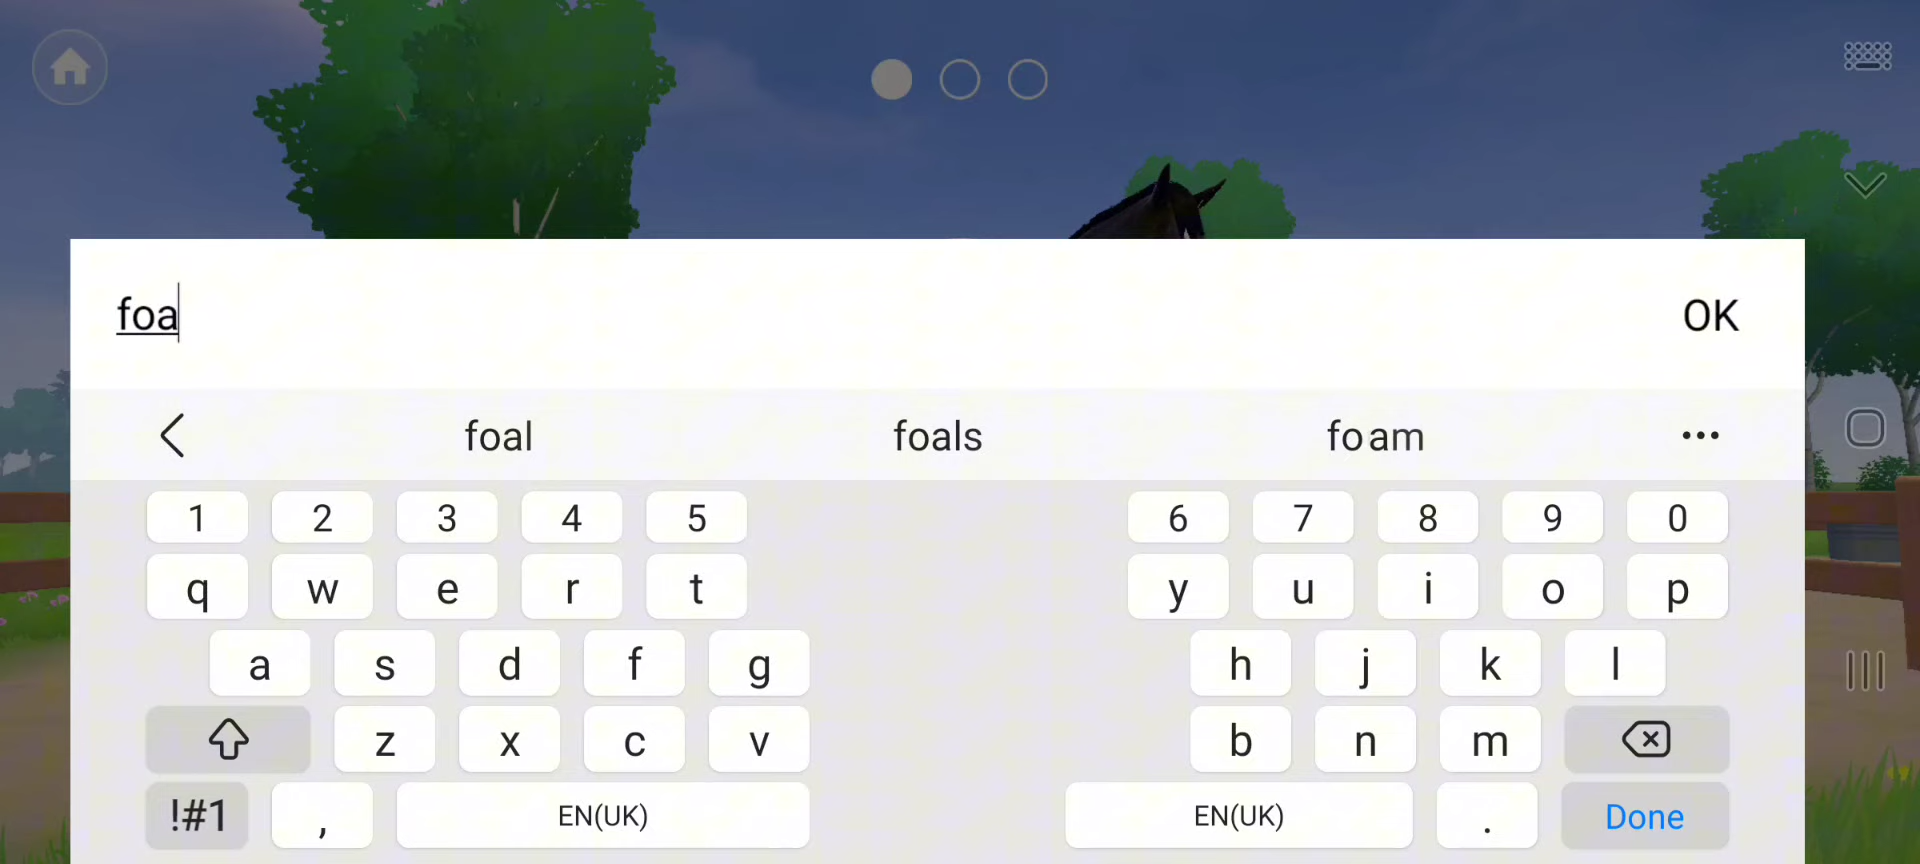 foa
OK
foal foals foam ...
1 2 3 4 5 6 7 8 9 0
q w e r t y u i o p
a s d f g h j k l
z x c v b n m
!#1 , EN(UK) EN(UK) . Done